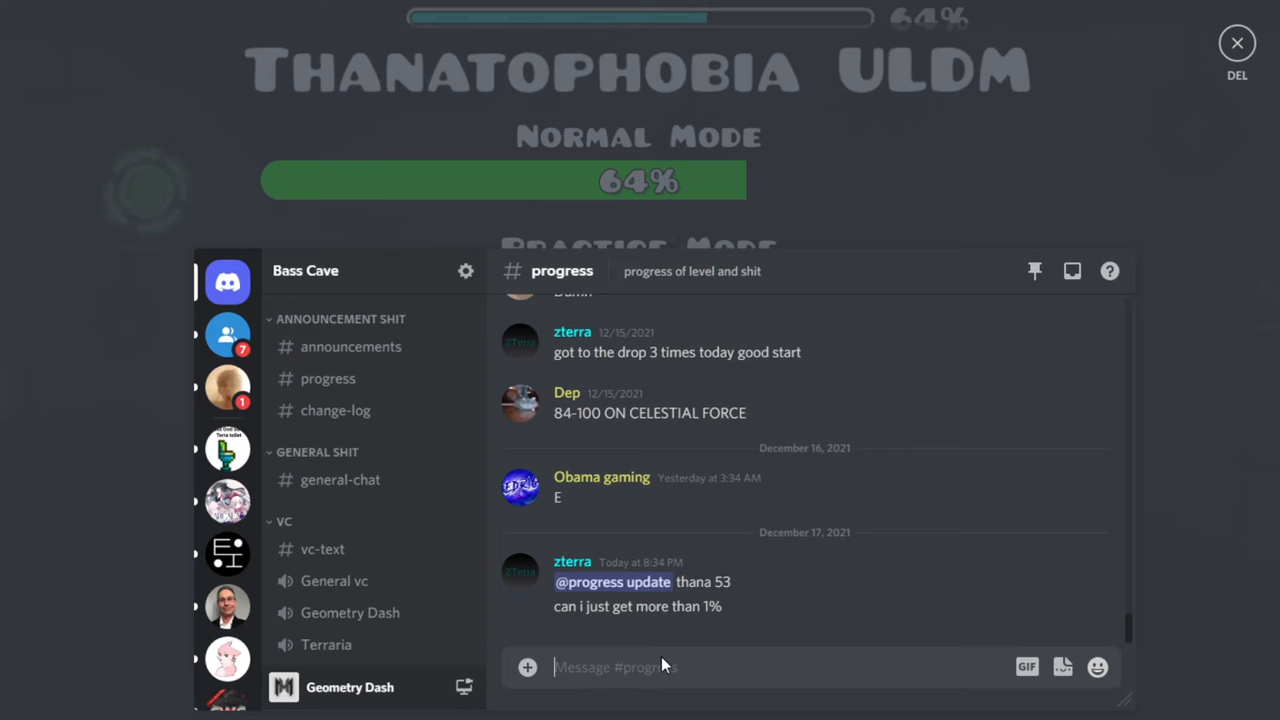 64%
THANATOPHOBIA ULDM
NORMAL MODE
64%
PRACTICE MODE
DEL
Bass Cave
# progress
progress of level and shit
ANNOUNCEMENT SHIT
# announcements
# progress
# change-log
GENERAL SHIT
# general-chat
VC
# vc-text
General vc
Geometry Dash
Terraria
Geometry Dash
7
1
Damn
zterra 12/15/2021
got to the drop 3 times today good start
Dep 12/15/2021
84-100 ON CELESTIAL FORCE
December 16, 2021
Obama gaming Yesterday at 3:34 AM
E
December 17, 2021
zterra Today at 8:34 PM
@progress update thana 53
can i just get more than 1%
Message #progress
GIF